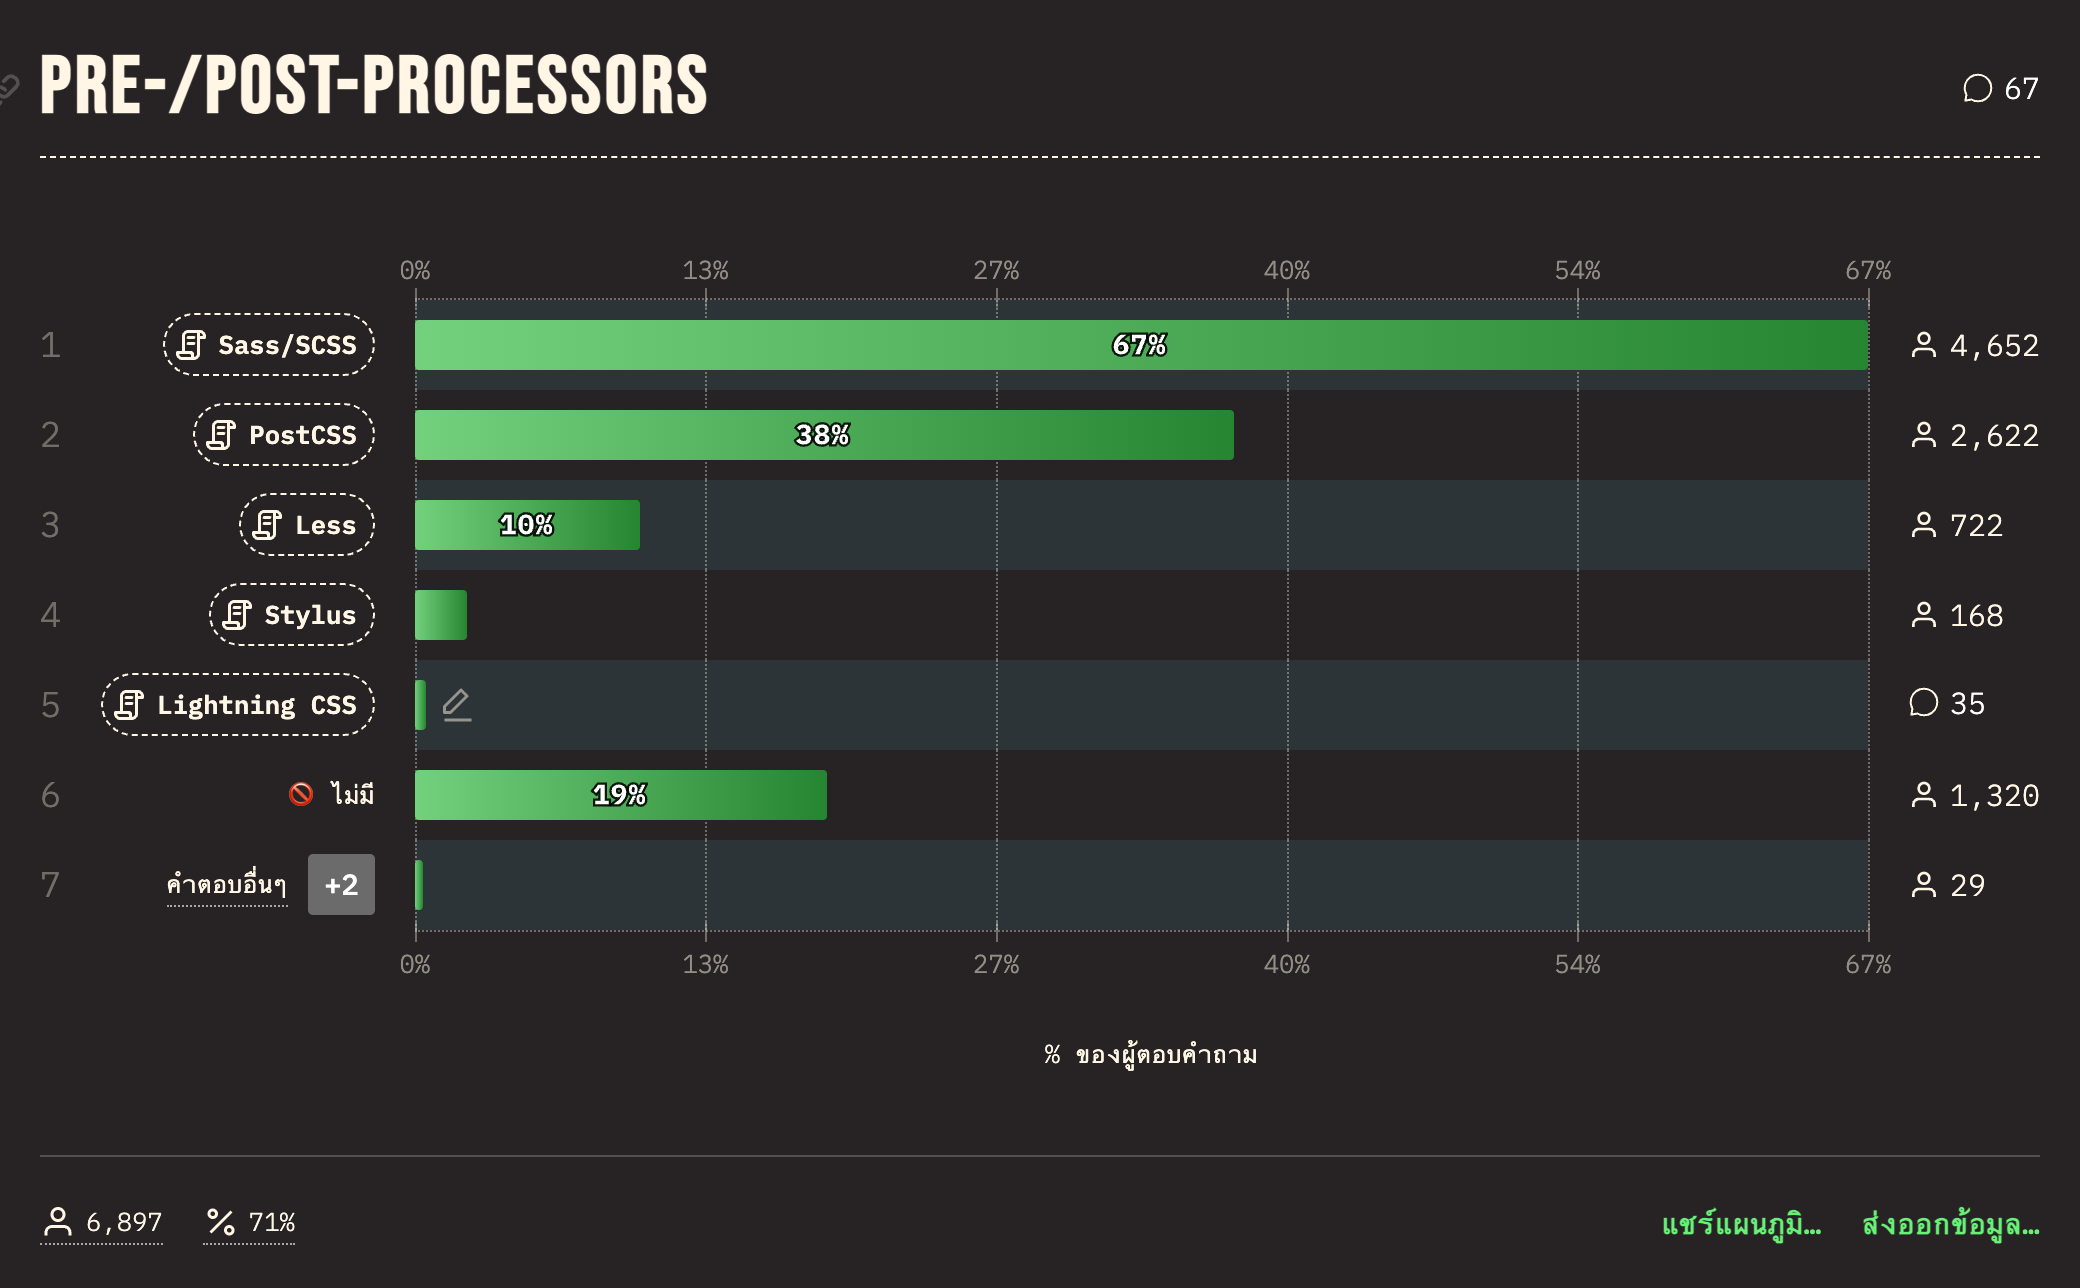 PRE-/POST-PROCESSORS
67
0% 13% 27% 40% 54% 67%
1 Sass/SCSS 67% 4,652
2 PostCSS 38% 2,622
3 Less 10% 722
4 Stylus 168
5 Lightning CSS 35
6 ไม่มี 19% 1,320
7 คำตอบอื่นๆ +2 29
0% 13% 27% 40% 54% 67%
% ของผู้ตอบคำถาม
6,897 71% แชร์แผนภูมิ… ส่งออกข้อมูล…